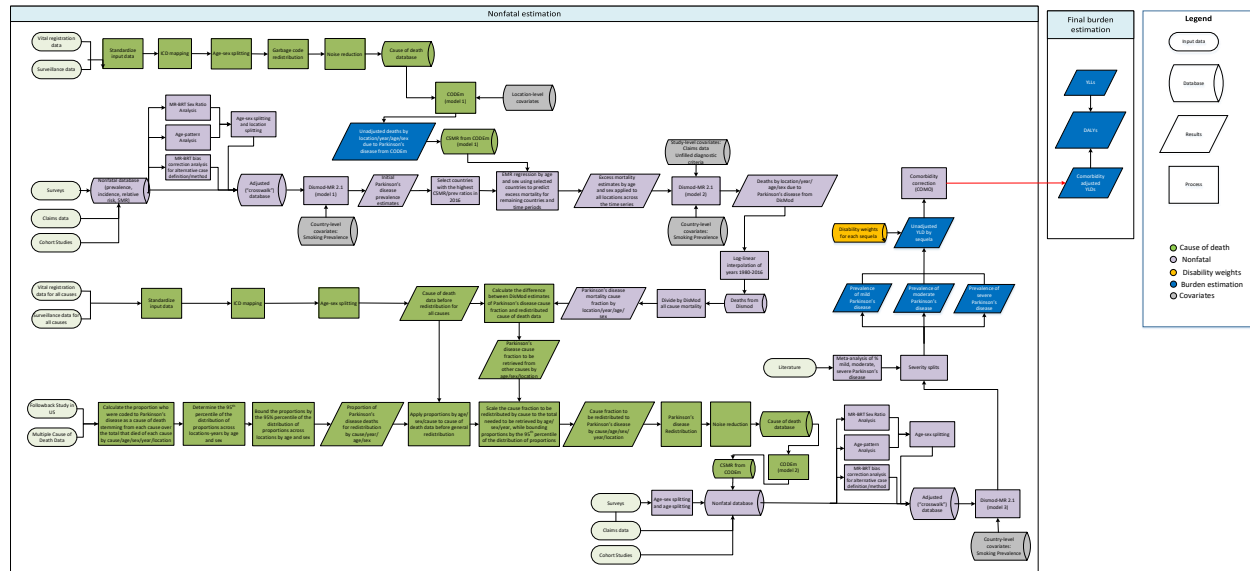 Nonfatal estimation
Vital registration
data
Surveillance data
Standardize
input data
ICD mapping
Age-sex splitting
Garbage code
redistribution
Noise reduction
Cause of death
database
CODEm
(model 1)
Location-level
covariates
Unadjusted deaths by
location/year/age/sex
due to Parkinson's
disease from CODEm
CSMR from CODEm
(model 1)
MR-BRT Sex Ratio
Analysis
Age-pattern
Analysis
MR-BRT bias
correction analysis
for alternative case
definition/method
Age-sex splitting
and location
splitting
Surveys
Claims data
Cohort Studies
Nonfatal database
(prevalence,
incidence, relative
risk, SMR)
Adjusted
("crosswalk")
database
Dismod-MR 2.1
(model 1)
Country-level
covariates:
Smoking Prevalence
Initial
Parkinson's
disease
prevalence
estimates
Select countries
with the highest
CSMR/prev ratios in
2016
EMR regression by
age and sex using selected
countries to predict
excess mortality for
remaining countries and
time periods
Excess mortality
estimates by age
and sex applied to
all locations across the
time series
Study-level covariates:
Claims data
Unfilled diagnostic
criteria
Dismod-MR 2.1
(model 2)
Country-level
covariates:
Smoking Prevalence
Deaths by location/year/
age/sex due to
Parkinson's disease from
DisMod
Log-linear
interpolation of
years 1980-2016
Deaths from
Dismod
Divide by DisMod
all cause mortality
Parkinson's disease
mortality cause
fraction by
location/year/age/
sex
Calculate the difference
between DisMod estimates
of Parkinson's disease cause
fraction and redistributed
cause of death data
Vital registration
data for all causes
Surveillance data for
all causes
Standardize
input data
ICD mapping
Age-sex splitting
Cause of death
data before
redistribution for
all causes
Parkinson's
disease cause
fraction to be
retrieved from
other causes by
age/sex/location
Followback Study in
US
Multiple Cause of
Death Data
Calculate the proportion who
were coded to Parkinson's
disease as a cause of death
stemming from each cause over
the total that died of each cause
by cause/age/sex/year/location
Determine the 95th
percentile of the
distribution of
proportions across
locations-years by age
and sex
Bound the proportions by
the 95% percentile of the
distribution of
proportions across
locations by age and sex
Proportion of
Parkinson's
disease deaths for
redistribution by
cause/year/
age/sex
Apply proportions by age/
sex/cause to cause of
death data before general
redistribution
Scale the cause fraction to be
redistributed by cause to the total
needed to be retrieved by age/
sex/year, while bounding
proportions by the 95th percentile
of the distribution of proportions
Cause fraction to
be redistributed to
Parkinson's disease
by cause/age/sex/
year/location
Parkinson's
disease
Redistribution
Noise reduction
Cause of death
database
CODEm
(model 2)
CSMR from
CODEm
Surveys
Claims data
Cohort Studies
Age-sex splitting
and age-splitting
Nonfatal database
MR-BRT Sex Ratio
Analysis
Age-pattern
Analysis
MR-BRT bias
correction analysis
for alternative case
definition/method
Age-sex splitting
Adjusted
("crosswalk")
database
Dismod-MR 2.1
(model 3)
Country-level
covariates:
Smoking Prevalence
Literature
Meta-analysis of %
mild, moderate,
severe Parkinson's
disease
Severity splits
Prevalence
of mild
Parkinson's
disease
Prevalence
of moderate
Parkinson's
disease
Prevalence
of severe
Parkinson's
disease
Disability weights
for each sequela
Unadjusted
YLD by
sequela
Comorbidity
correction
(COMO)
Final burden
estimation
YLLs
DALYs
Comorbidity
adjusted
YLDs
Legend
Input data
Database
Results
Process
Cause of death
Nonfatal
Disability weights
Burden estimation
Covariates